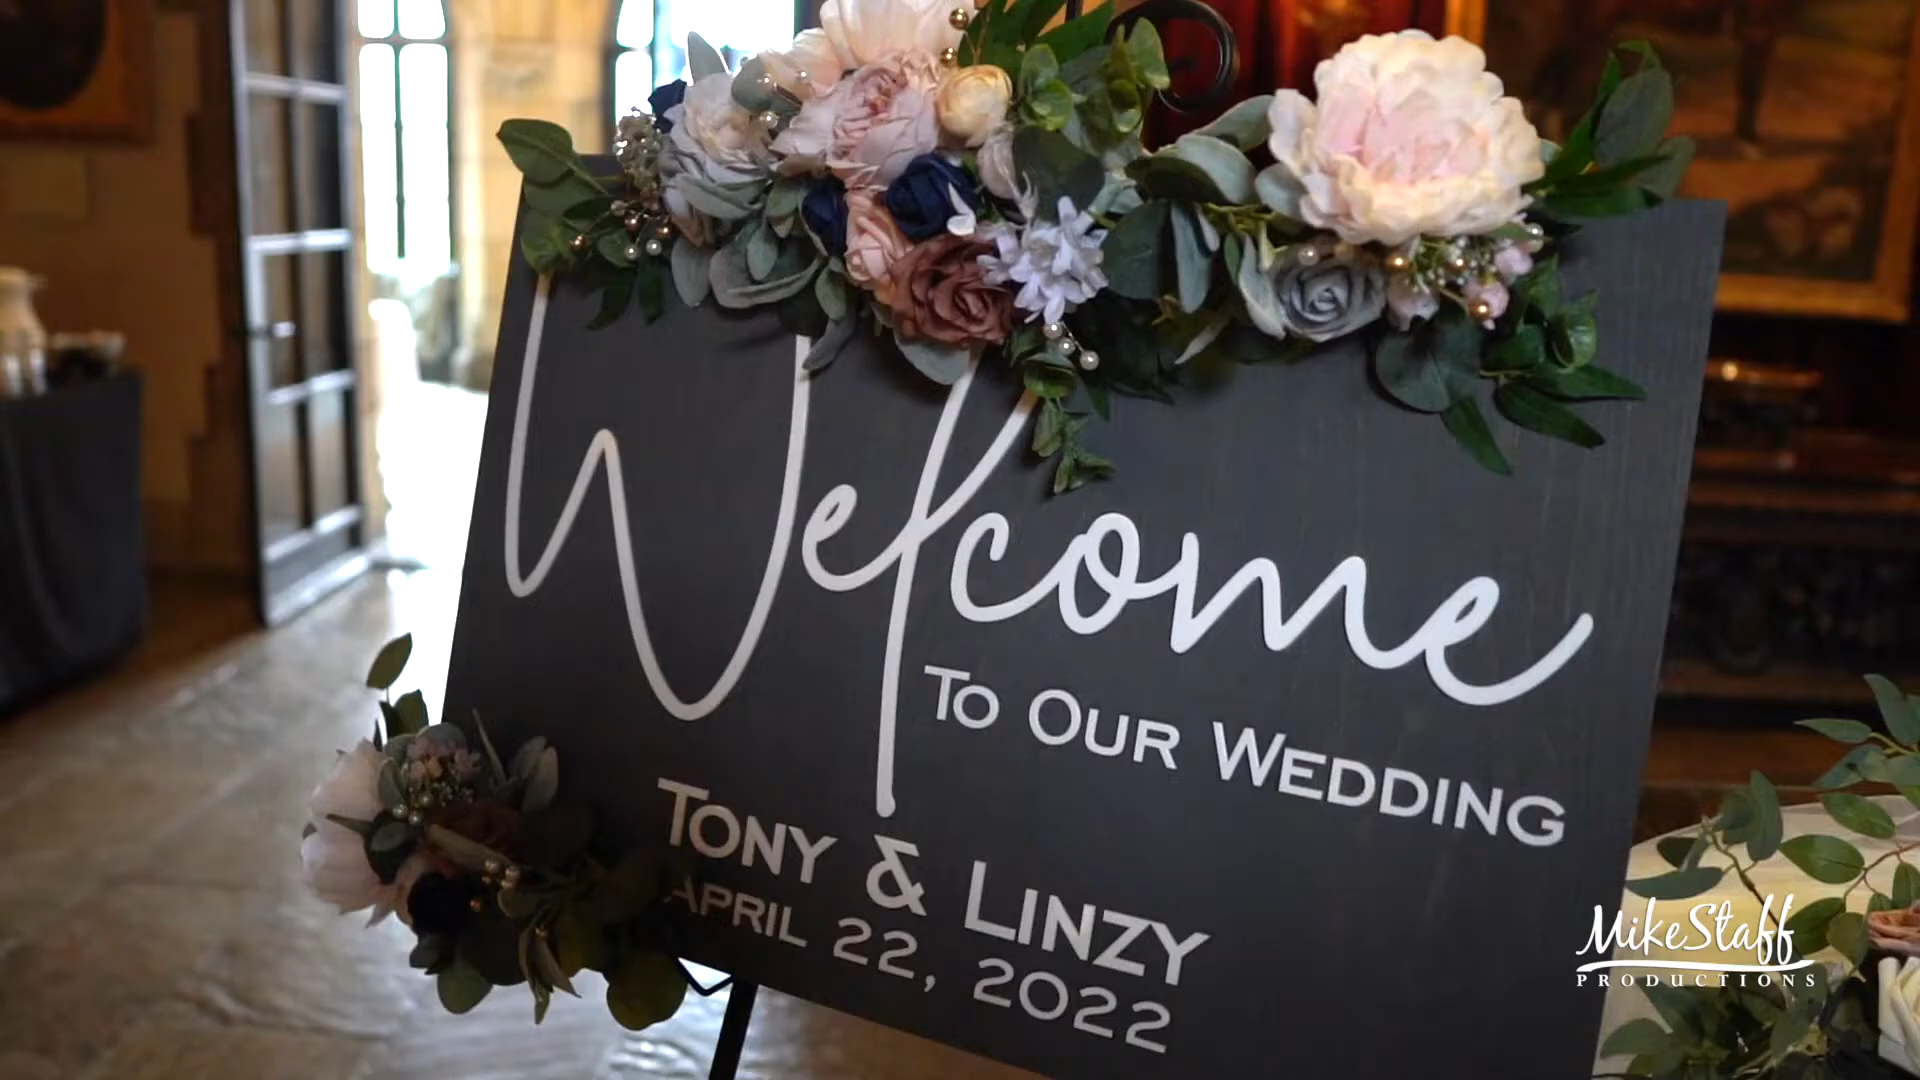 Welcome
To Our Wedding
Tony & Linzy
April 22, 2022
MikeStaff
PRODUCTIONS